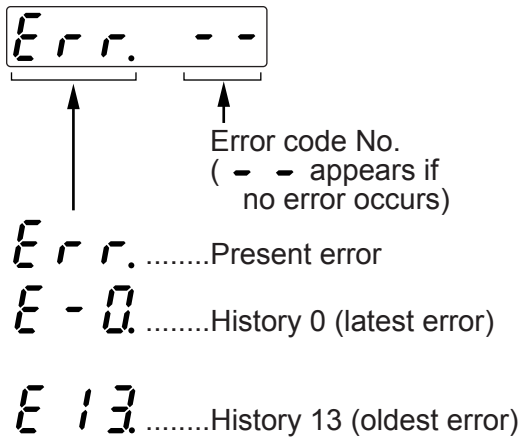 Err. - -
Error code No.
( - - appears if
no error occurs)
Err. ........Present error
E-0. ........History 0 (latest error)
E 13. ........History 13 (oldest error)